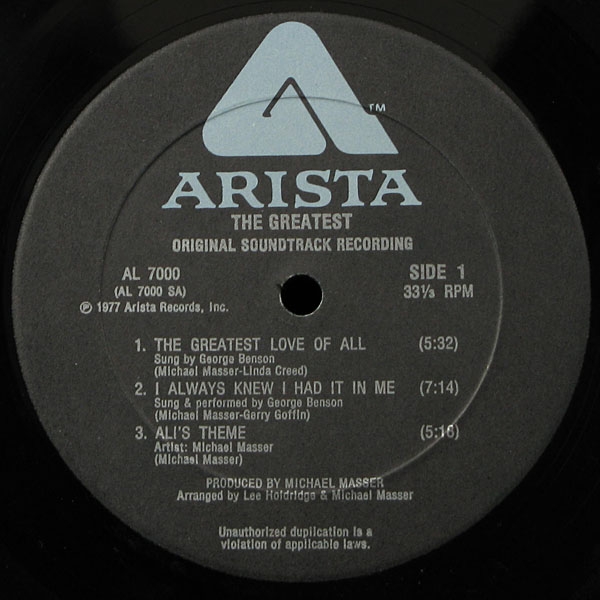 TM
ARISTA
THE GREATEST
ORIGINAL SOUNDTRACK RECORDING
AL 7000
(AL 7000 SA)
℗ 1977 Arista Records, Inc.
SIDE 1
33⅓ RPM
1. THE GREATEST LOVE OF ALL (5:32)
Sung by George Benson
(Michael Masser-Linda Creed)
2. I ALWAYS KNEW I HAD IT IN ME (7:14)
Sung & performed by George Benson
(Michael Masser-Gerry Goffin)
3. ALI'S THEME (5:16)
Artist: Michael Masser
(Michael Masser)
PRODUCED BY MICHAEL MASSER
Arranged by Lee Holdridge & Michael Masser
Unauthorized duplication is a
violation of applicable laws.